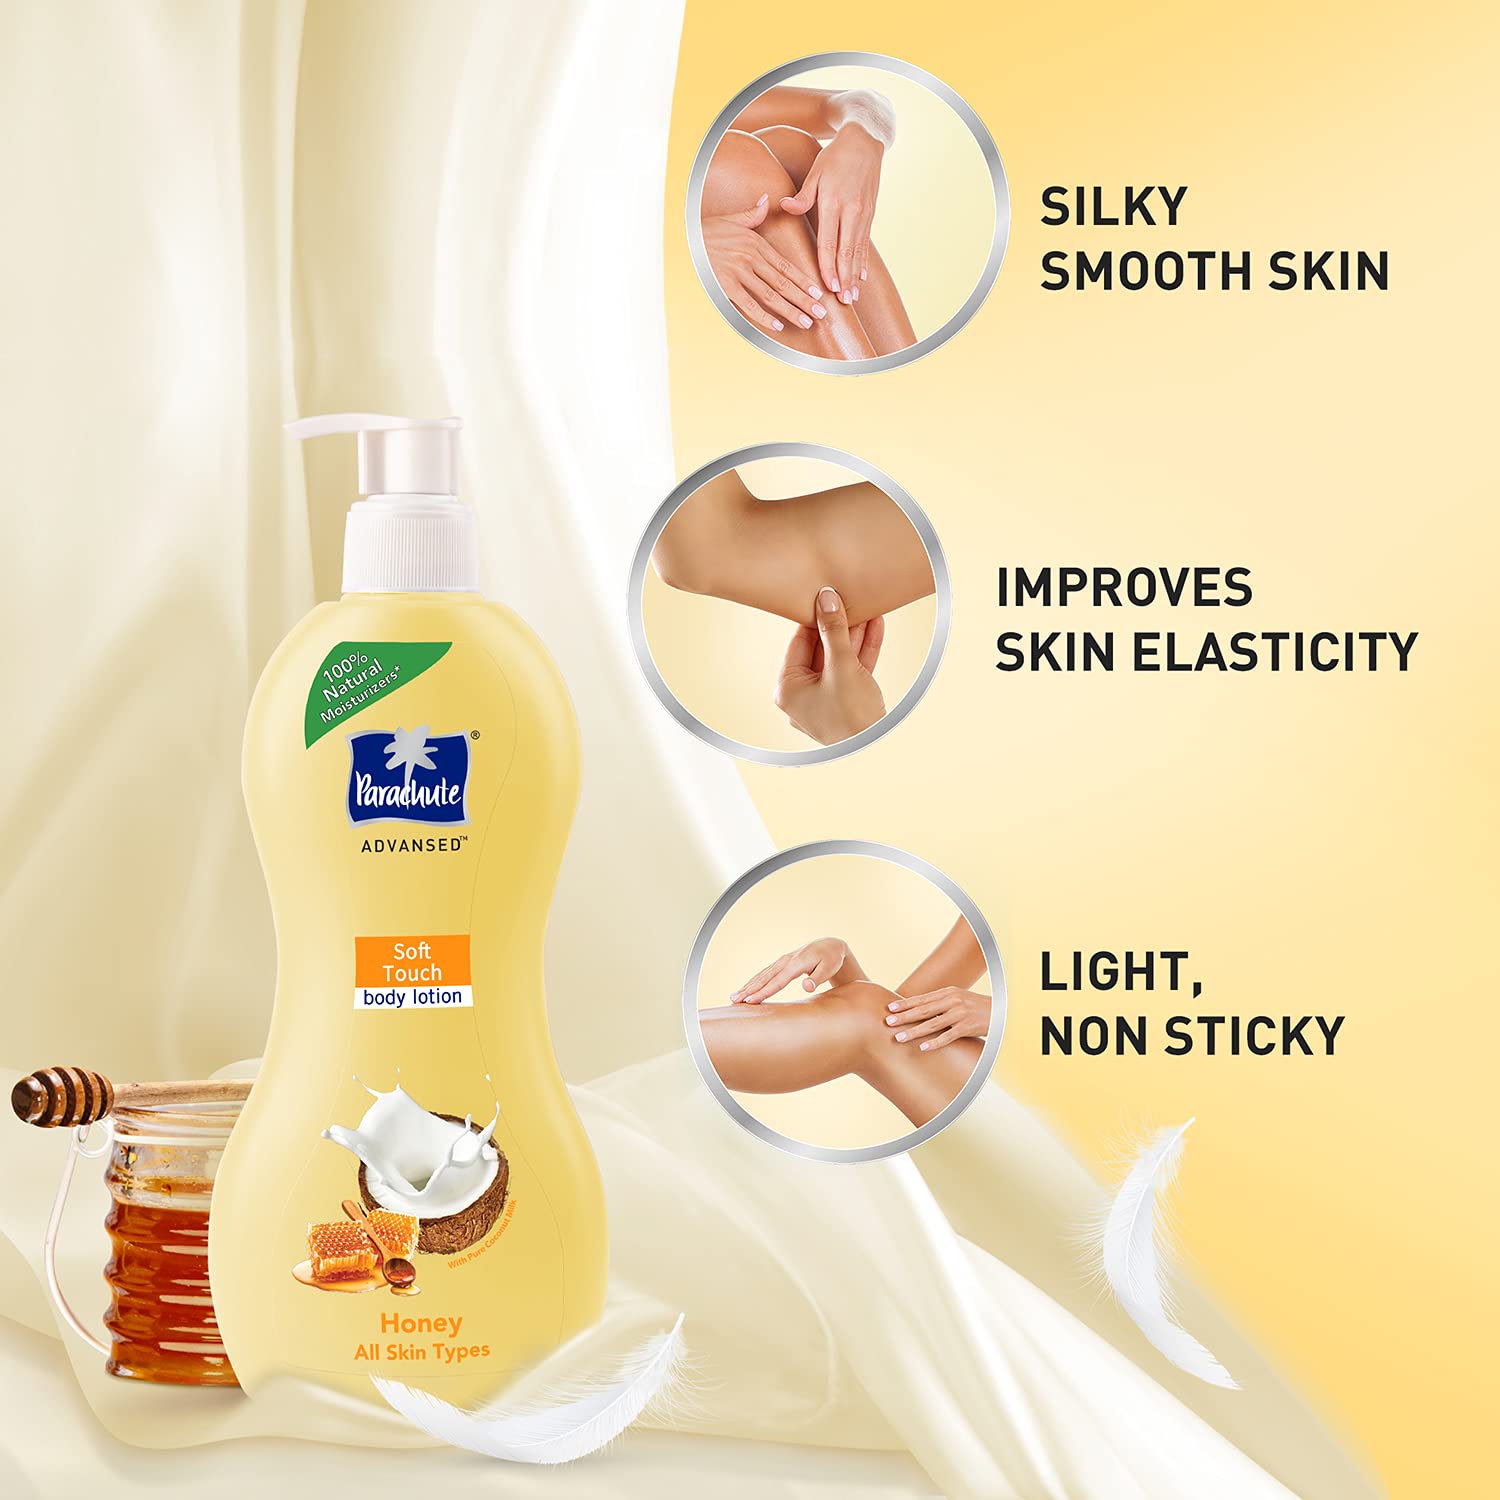 100%
Natural
Moisturizers*
Parachute®
ADVANSED™
Soft
Touch
body lotion
With Pure Coconut Milk
Honey
All Skin Types
SILKY
SMOOTH SKIN
IMPROVES
SKIN ELASTICITY
LIGHT,
NON STICKY